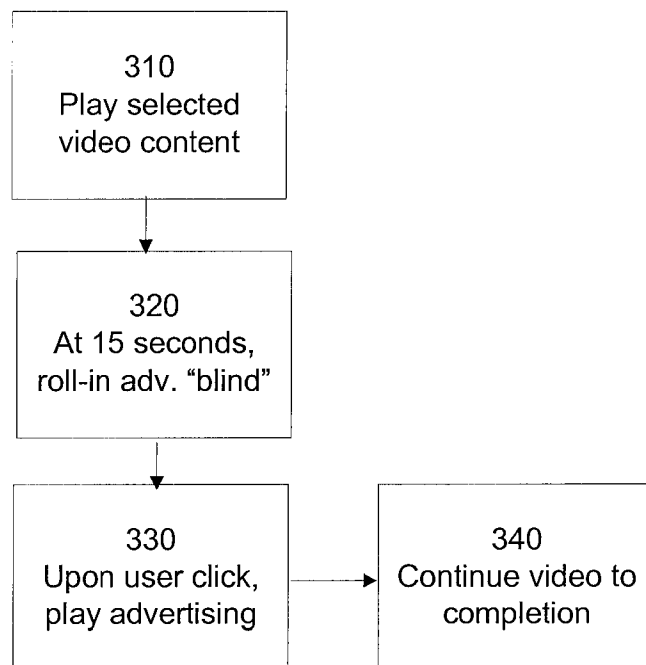 310
Play selected
video content
320
At 15 seconds,
roll-in adv. “blind”
330
Upon user click,
play advertising
340
Continue video to
completion